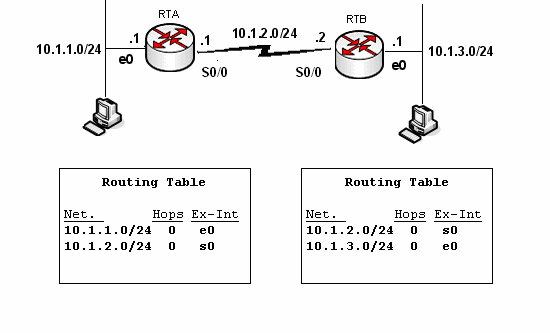 RTA
RTB
10.1.1.0/24
.1
e0
.1
S0/0
10.1.2.0/24
.2
S0/0
.1
e0
10.1.3.0/24
Routing Table
Net. Hops Ex-Int
10.1.1.0/24 0 e0
10.1.2.0/24 0 s0
Routing Table
Net. Hops Ex-Int
10.1.2.0/24 0 s0
10.1.3.0/24 0 e0